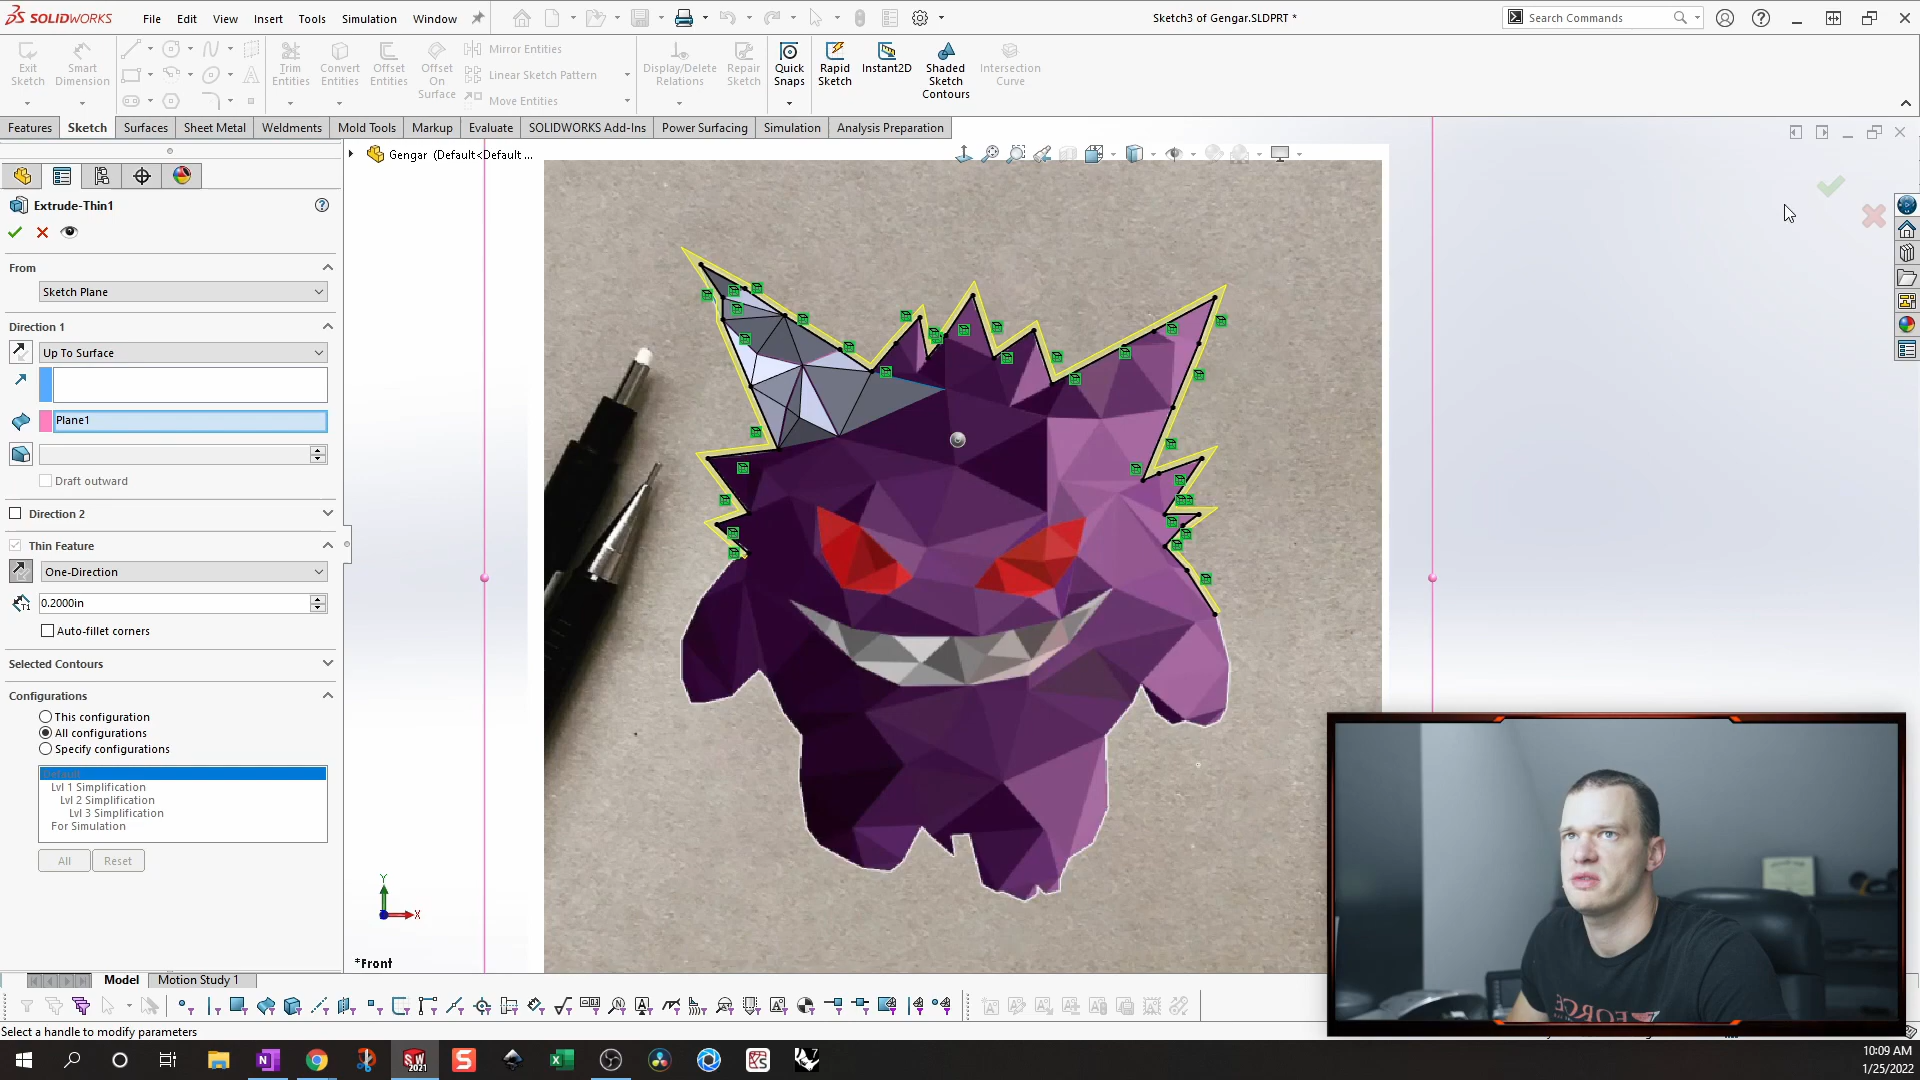 SOLIDWORKS File Edit View Insert Tools Simulation Window Sketch3 of Gengar.SLDPRT * Search Commands
Exit Sketch
Smart Dimension
Trim Entities
Convert Entities
Offset Entities
Offset On Surface
Mirror Entities
Linear Sketch Pattern
Move Entities
Display/Delete Relations
Repair Sketch
Quick Snaps
Rapid Sketch
Instant2D
Shaded Sketch Contours
Intersection Curve
Features Sketch Surfaces Sheet Metal Weldments Mold Tools Markup Evaluate SOLIDWORKS Add-Ins Power Surfacing Simulation Analysis Preparation
Gengar (Default<Default ...
Extrude-Thin1
From
Sketch Plane
Direction 1
Up To Surface
Plane1
Draft outward
Direction 2
Thin Feature
One-Direction
0.2000in
Auto-fillet corners
Selected Contours
Configurations
This configuration
All configurations
Specify configurations
Default
Lvl 1 Simplification
Lvl 2 Simplification
Lvl 3 Simplification
For Simulation
All Reset
Y
X
*Front
Model Motion Study 1
Select a handle to modify parameters
10:09 AM
1/25/2022